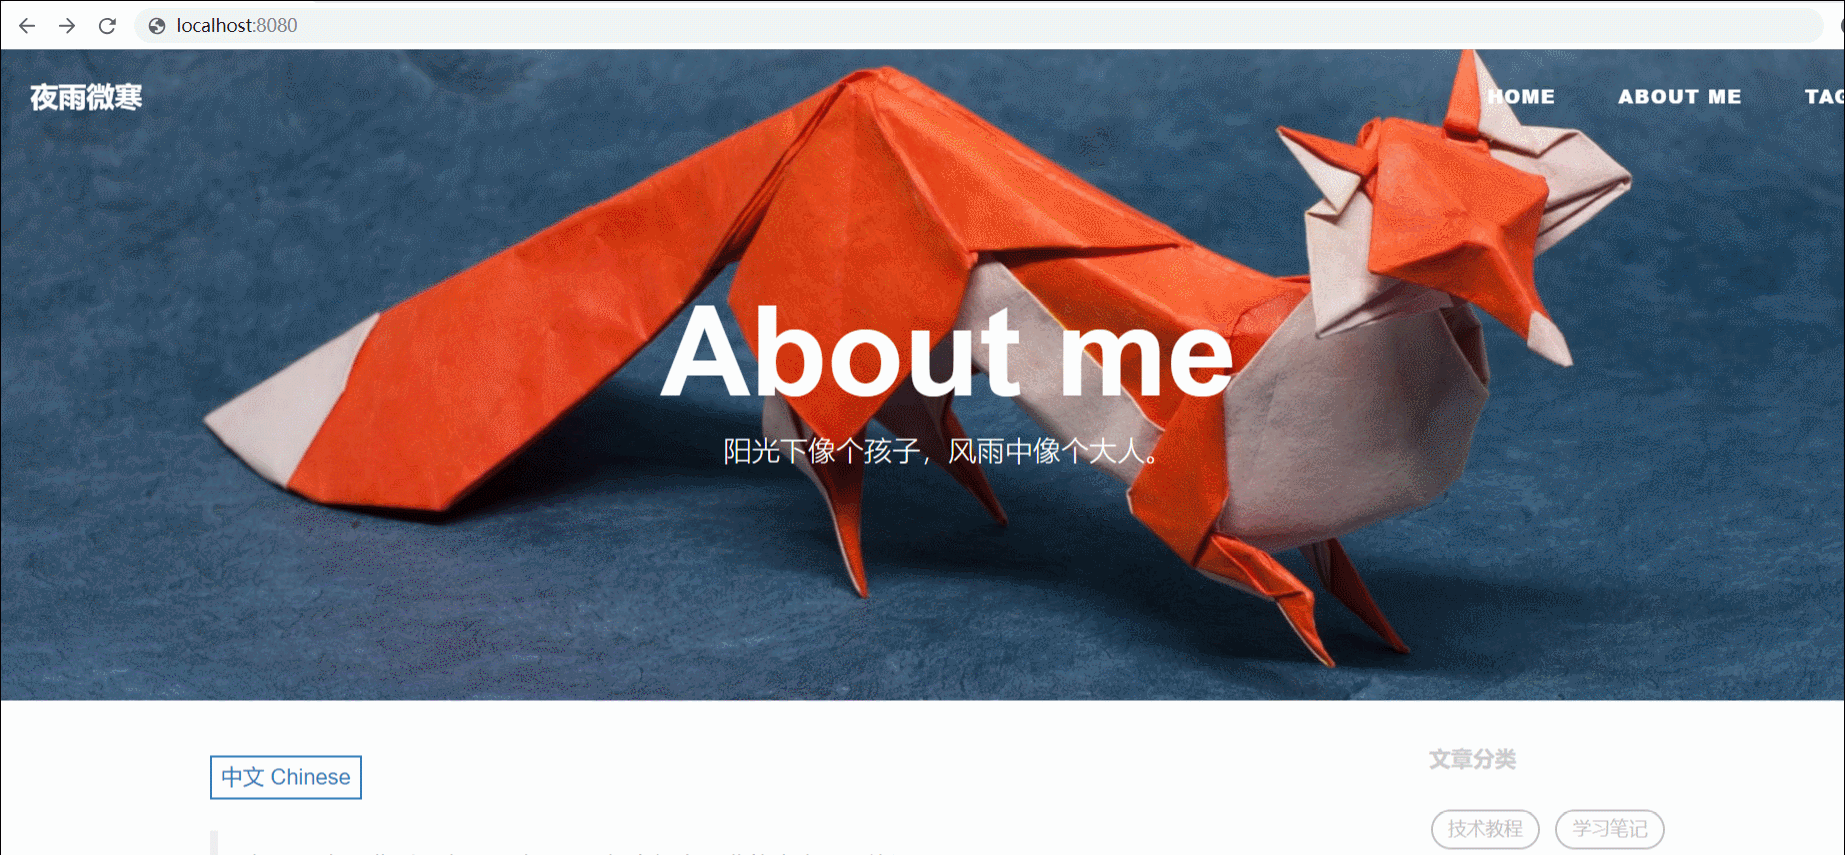 localhost:8080
夜雨微寒
HOME ABOUT ME TAG
About me
阳光下像个孩子，风雨中像个大人。
中文 Chinese
文章分类
技术教程 学习笔记